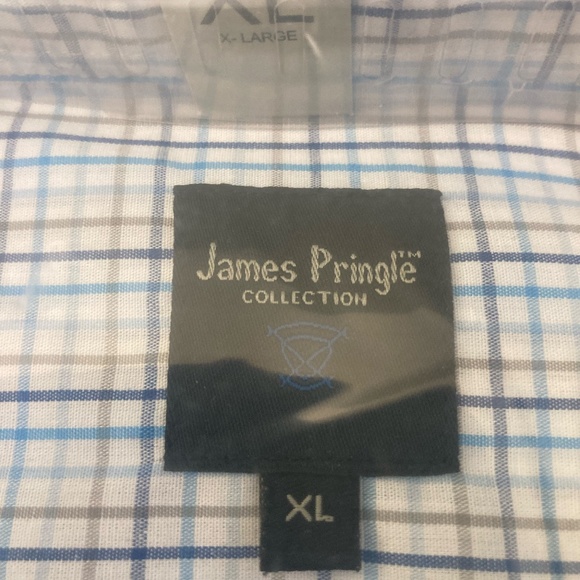 XL
X-LARGE
James Pringle™
COLLECTION
XL